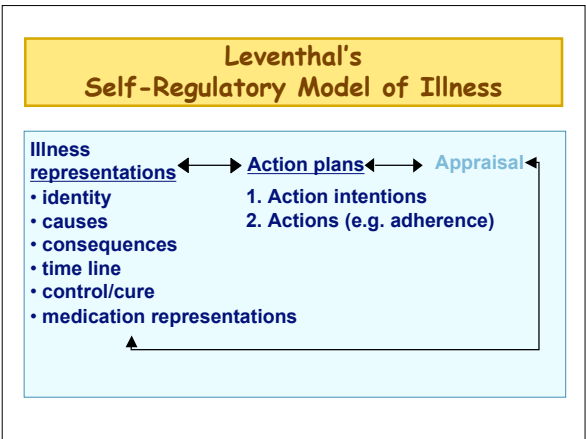 Leventhal's
Self-Regulatory Model of Illness
Illness
representations
• identity
• causes
• consequences
• time line
• control/cure
• medication representations
Action plans
1. Action intentions
2. Actions (e.g. adherence)
Appraisal